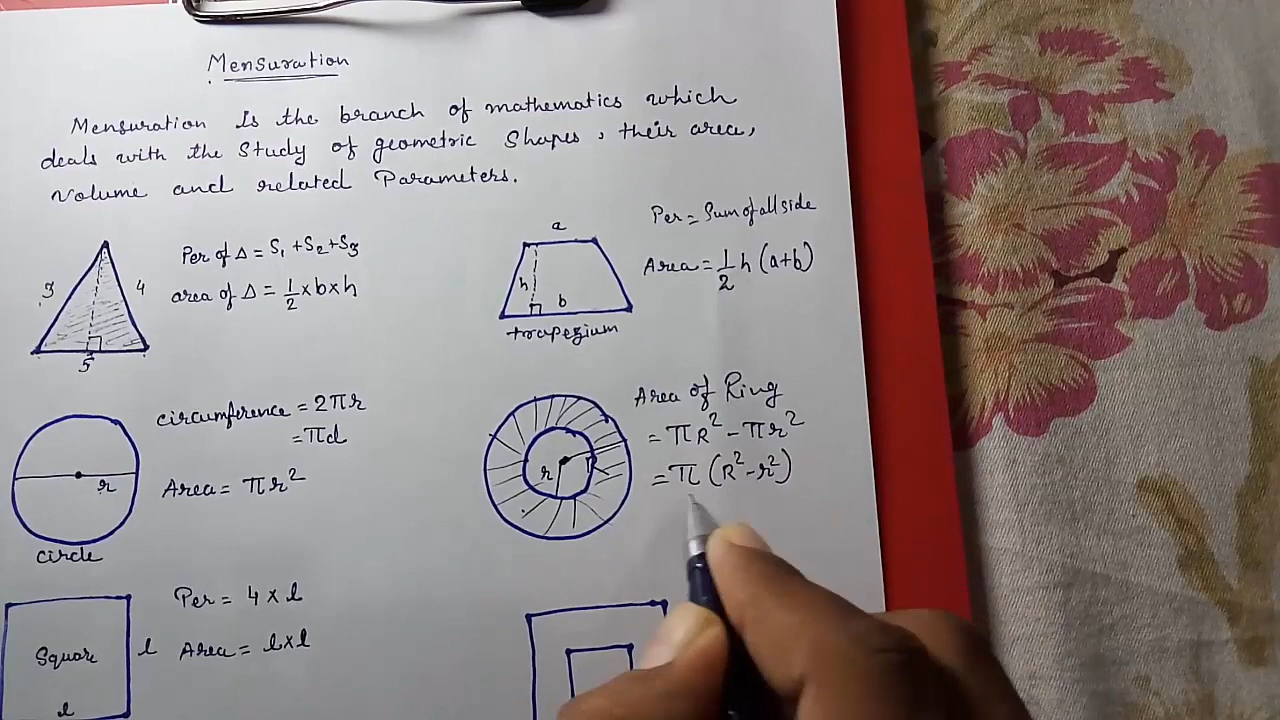 Mensuration
Mensuration is the branch of mathematics which
deals with the study of geometric shapes, their area,
volume and related Parameters.
3
4
5
Per of Δ = S₁ + S₂ + S₃
area of Δ = 1/2 × b × h
a
h
b
trapezium
Per = Sum of all side
Area = 1/2 h (a+b)
r
circle
circumference = 2πr
= πd
Area = πr²
r
R
Area of Ring
= πR² - πr²
= π (R² - r²)
Square
l
l
Per = 4 × l
Area = l×l